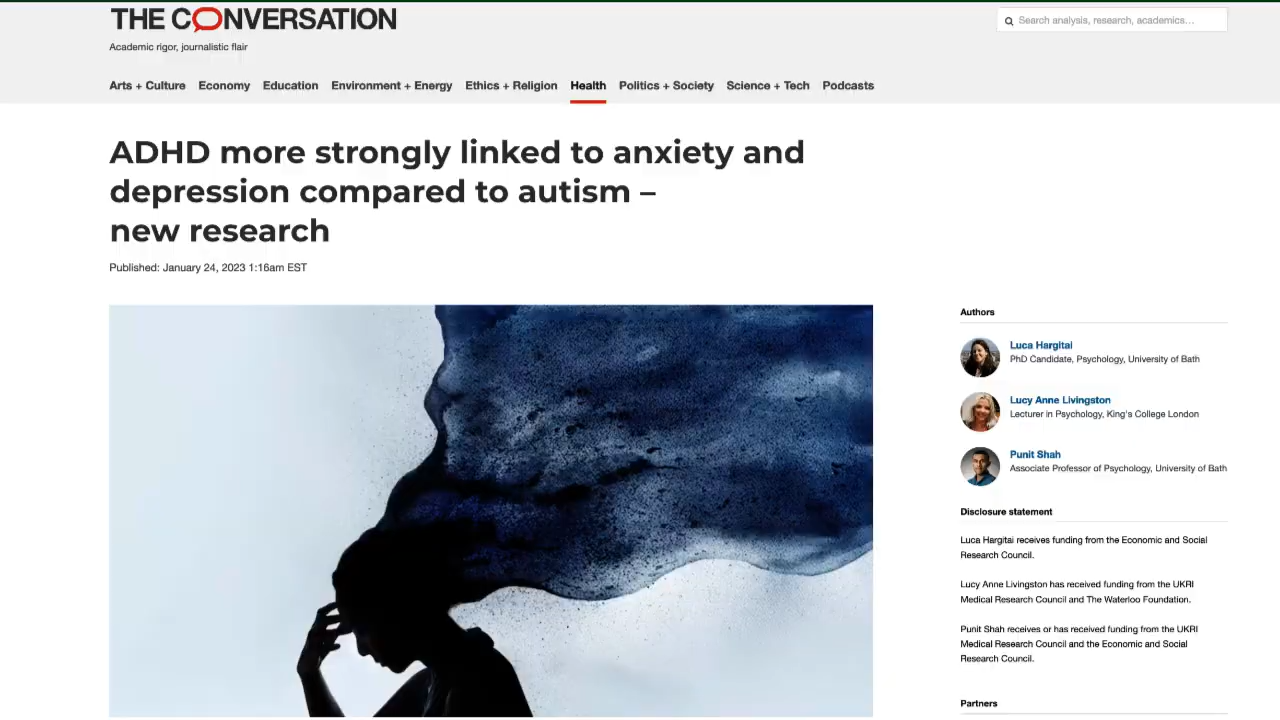 THE CONVERSATION
Search analysis, research, academics...
Academic rigor, journalistic flair
Arts + Culture Economy Education Environment + Energy Ethics + Religion Health Politics + Society Science + Tech Podcasts
ADHD more strongly linked to anxiety and
depression compared to autism –
new research
Published: January 24, 2023 1:16am EST
Authors
Luca Hargitai
PhD Candidate, Psychology, University of Bath
Lucy Anne Livingston
Lecturer in Psychology, King's College London
Punit Shah
Associate Professor of Psychology, University of Bath
Disclosure statement
Luca Hargitai receives funding from the Economic and Social
Research Council.
Lucy Anne Livingston has received funding from the UKRI
Medical Research Council and The Waterloo Foundation.
Punit Shah receives or has received funding from the UKRI
Medical Research Council and the Economic and Social
Research Council.
Partners